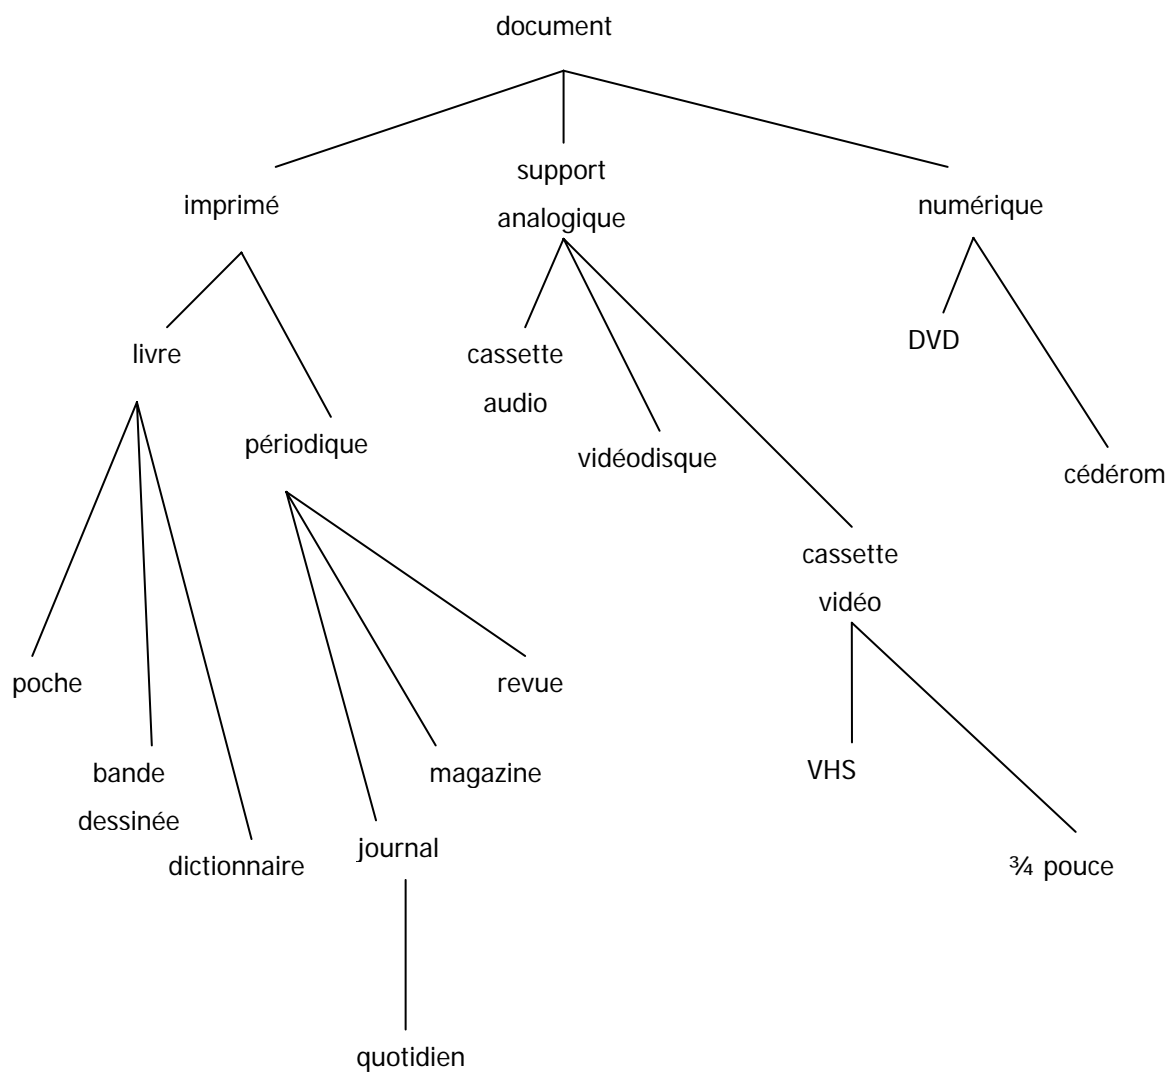 document
support
imprimé
numérique
analogique
DVD
livre
cassette
audio
périodique
vidéodisque
cédérom
cassette
vidéo
poche
revue
bande
magazine
VHS
dessinée
journal
dictionnaire
¾ pouce
quotidien